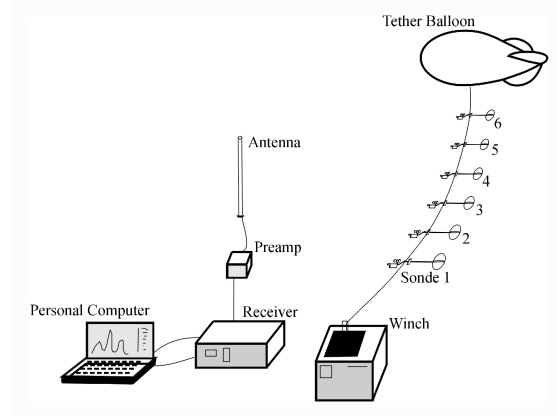 Tether Balloon
6
5
Antenna
4
3
2
Preamp
Sonde 1
Personal Computer
Receiver
Winch